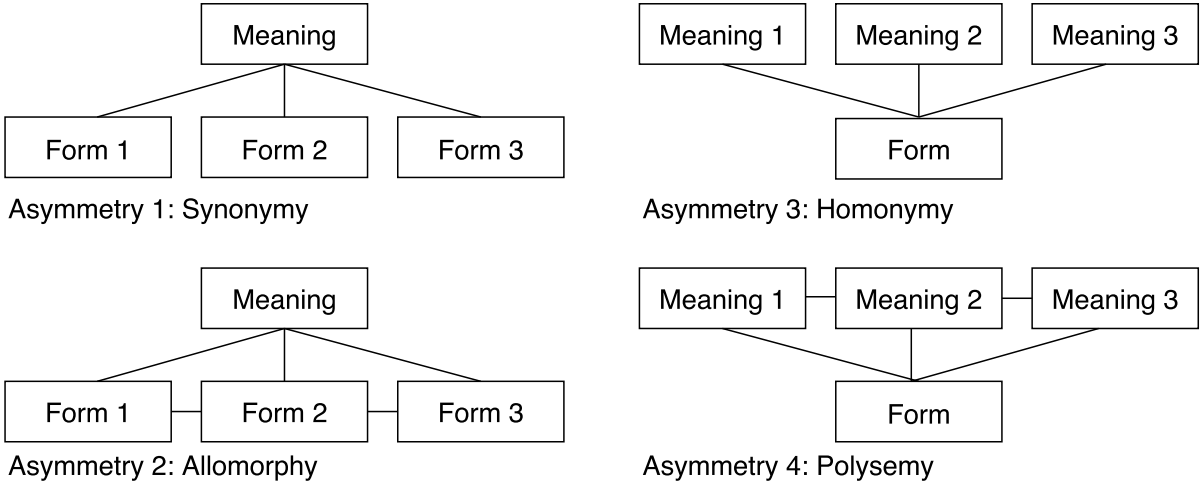 Meaning
Form 1 Form 2 Form 3
Asymmetry 1: Synonymy
Meaning 1 Meaning 2 Meaning 3
Form
Asymmetry 3: Homonymy
Meaning
Form 1 Form 2 Form 3
Asymmetry 2: Allomorphy
Meaning 1 Meaning 2 Meaning 3
Form
Asymmetry 4: Polysemy